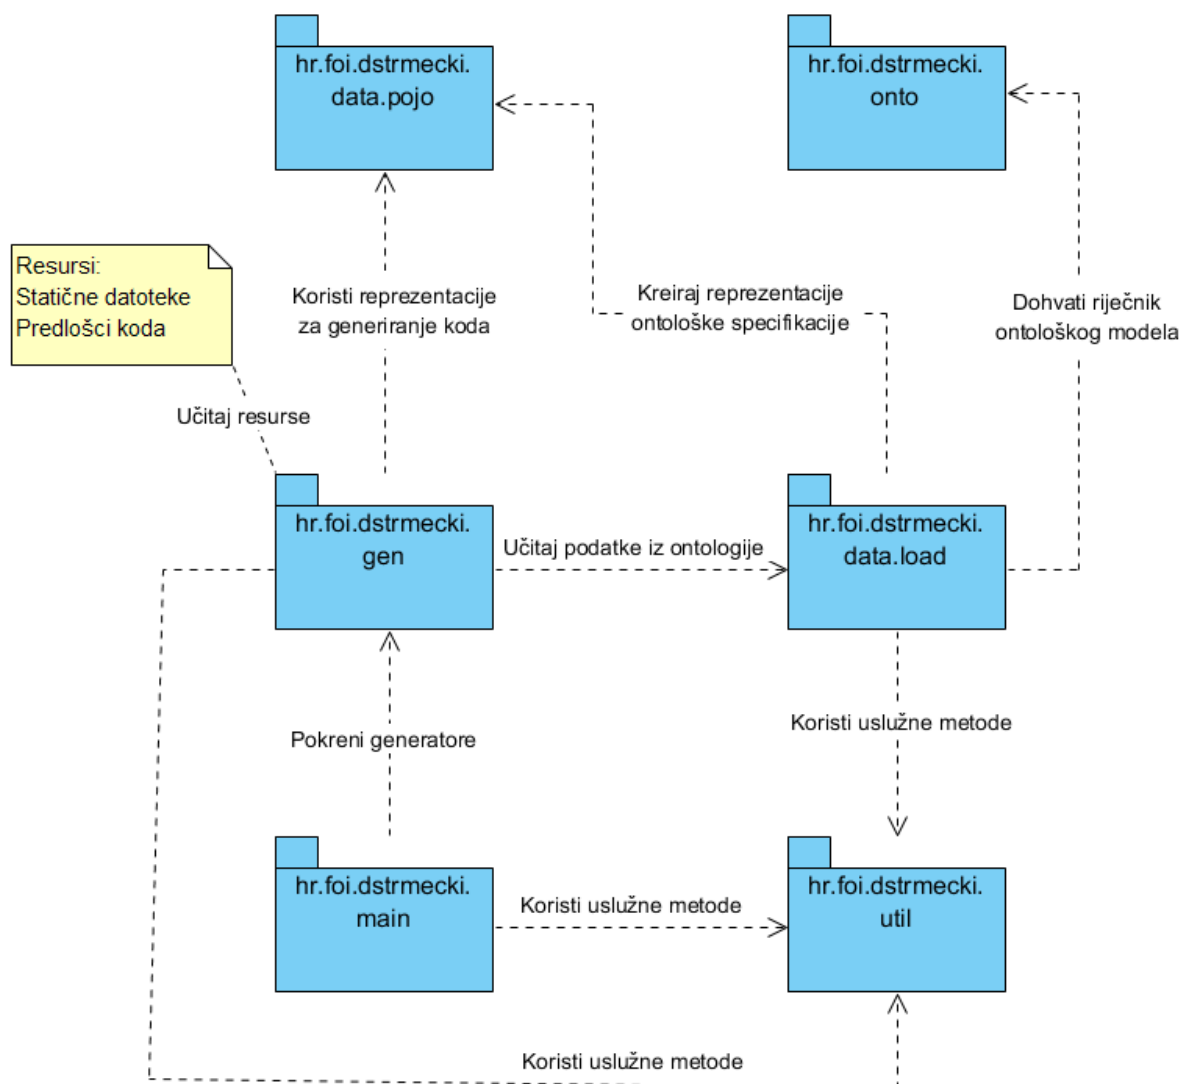 hr.foi.dstrmecki.
data.pojo
hr.foi.dstrmecki.
onto
Resursi:
Statične datoteke
Predlošci koda
Koristi reprezentacije
za generiranje koda
Kreiraj reprezentacije
ontološke specifikacije
Dohvati riječnik
ontološkog modela
Učitaj resurse
hr.foi.dstrmecki.
gen
Učitaj podatke iz ontologije
hr.foi.dstrmecki.
data.load
Pokreni generatore
Koristi uslužne metode
hr.foi.dstrmecki.
main
Koristi uslužne metode
hr.foi.dstrmecki.
util
Koristi uslužne metode